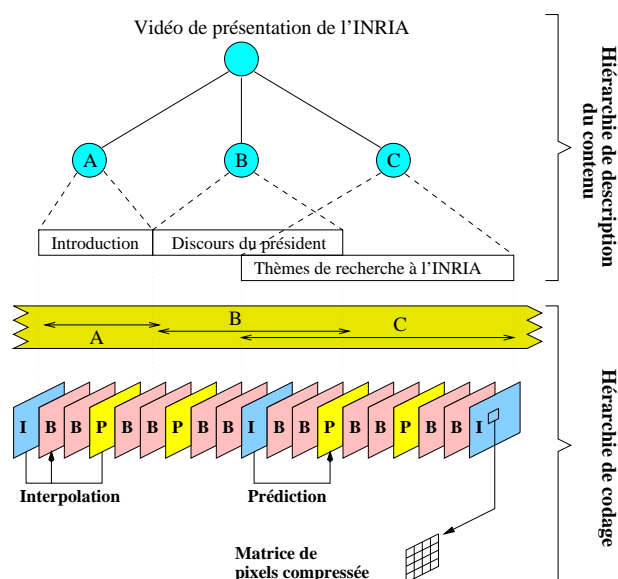 Vidéo de présentation de l'INRIA
A
B
C
Introduction
Discours du président
Thèmes de recherche à l'INRIA
Hiérarchie de description
du contenu
A
B
C
I B B P B B P B B I B B P B B P B B I
Interpolation
Prédiction
Matrice de
pixels compressée
Hérarchie de codage